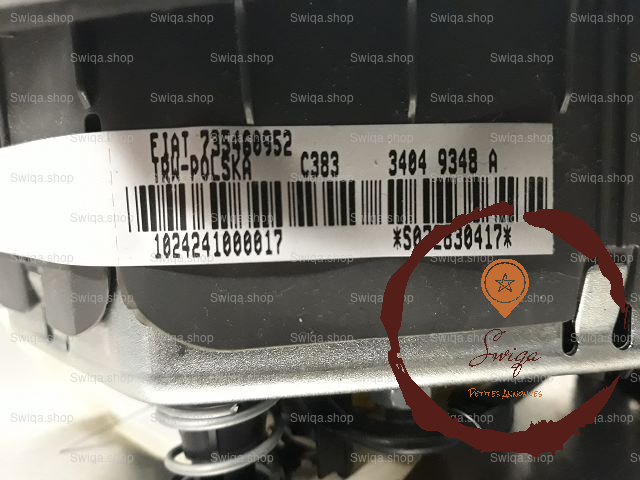 FIAT 735460952
TRW-POLSKA C383 3404 9348 A
1024241000017
Swiqa
PETITES ANNONCES
Swiqa.shop